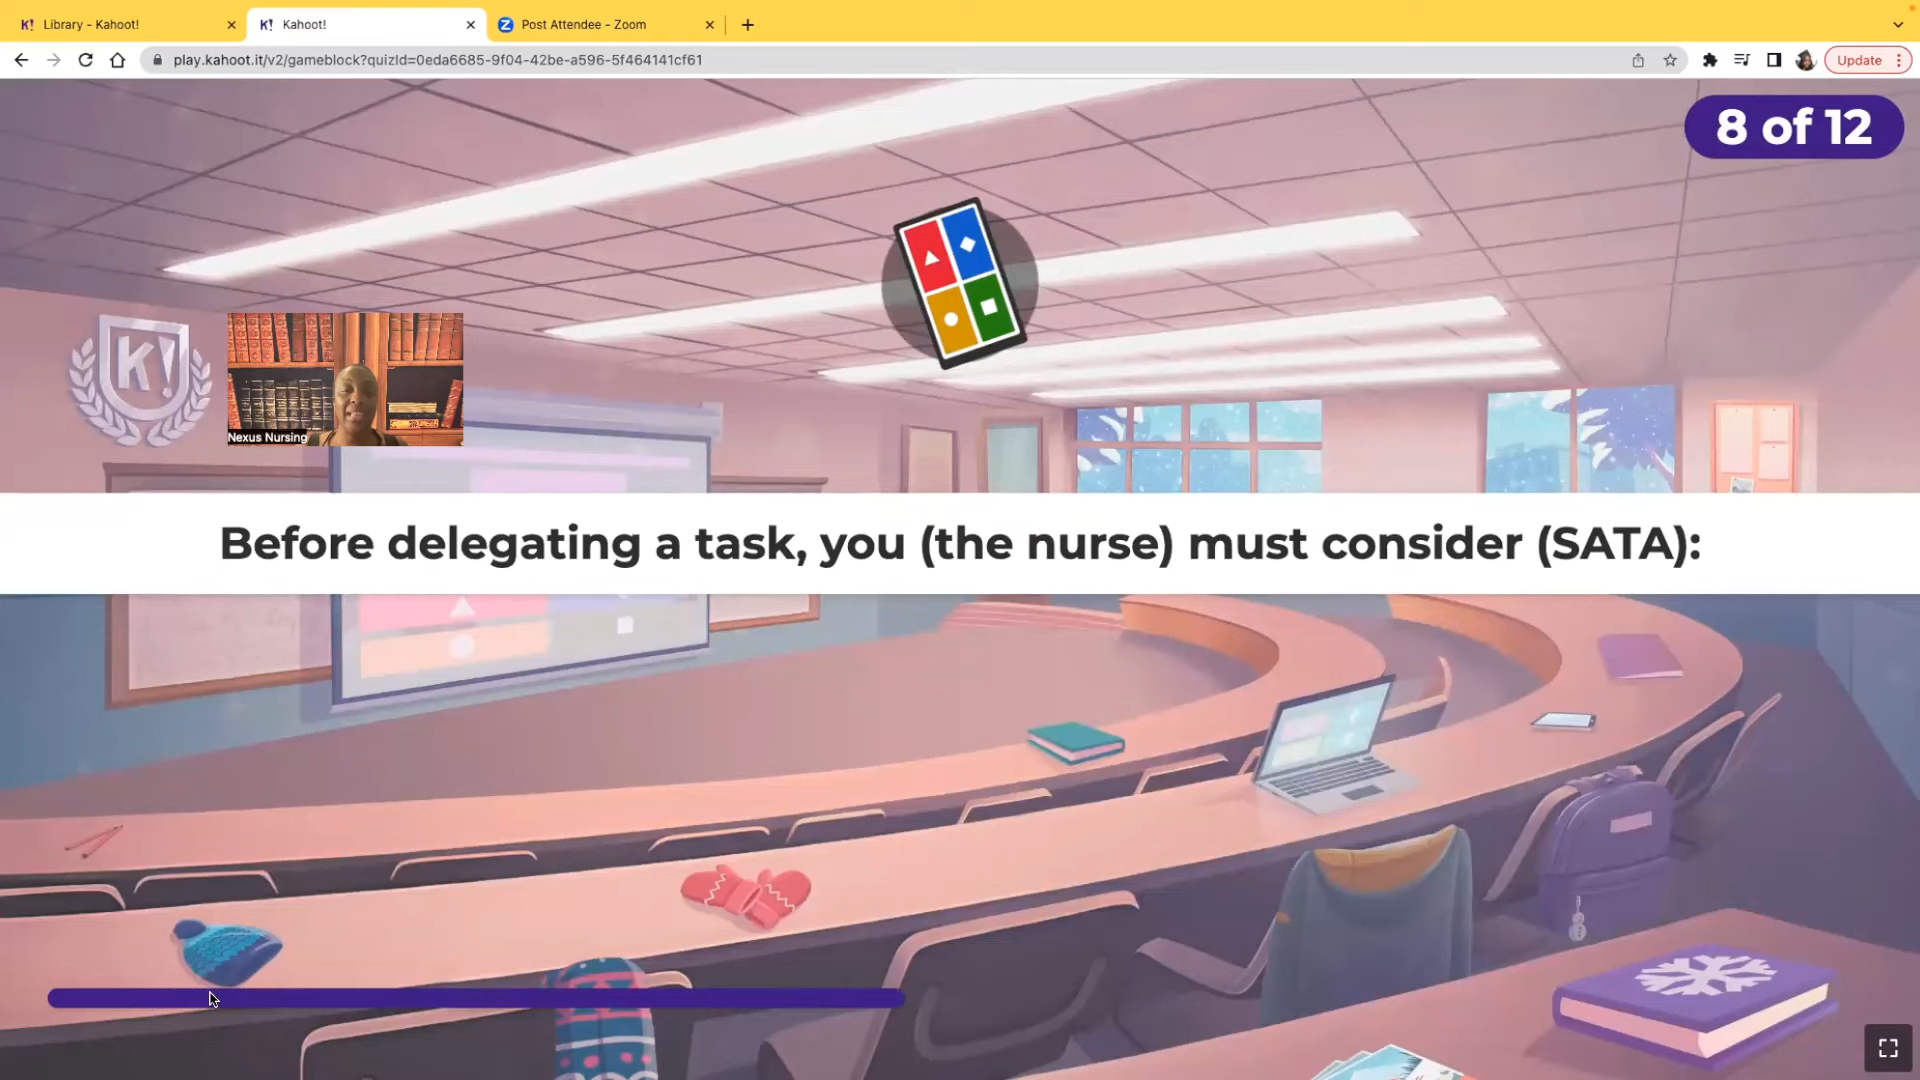 Library - Kahoot!
Kahoot!
Post Attendee - Zoom
play.kahoot.it/v2/gameblock?quizId=0eda6685-9f04-42be-a596-5f464141cf61
Update
8 of 12
K!
Nexus Nursing
Before delegating a task, you (the nurse) must consider (SATA):